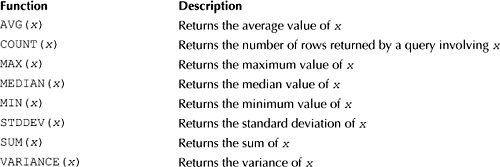 Function Description
AVG(x) Returns the average value of x
COUNT(x) Returns the number of rows returned by a query involving x
MAX(x) Returns the maximum value of x
MEDIAN(x) Returns the median value of x
MIN(x) Returns the minimum value of x
STDDEV(x) Returns the standard deviation of x
SUM(x) Returns the sum of x
VARIANCE(x) Returns the variance of x